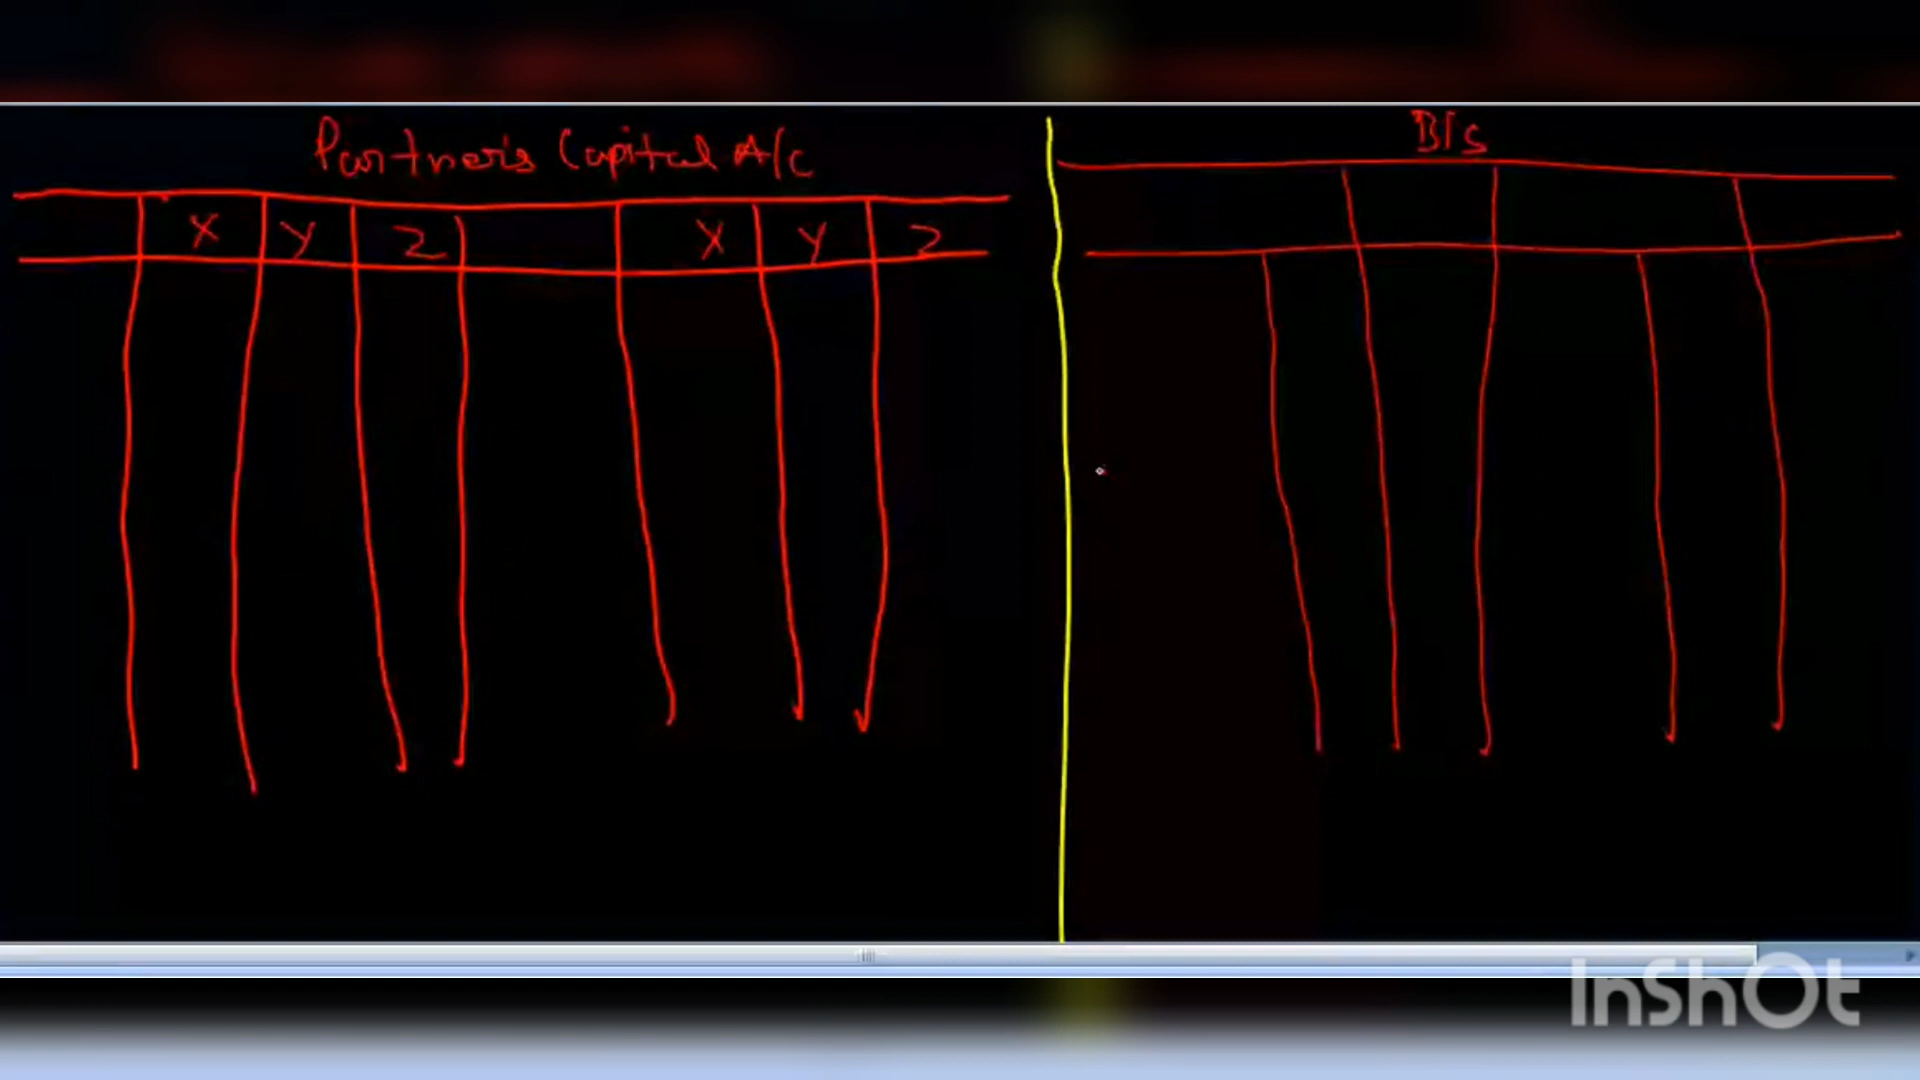 Partner's Capital A/c
X Y Z X Y Z
B/S
InShOt